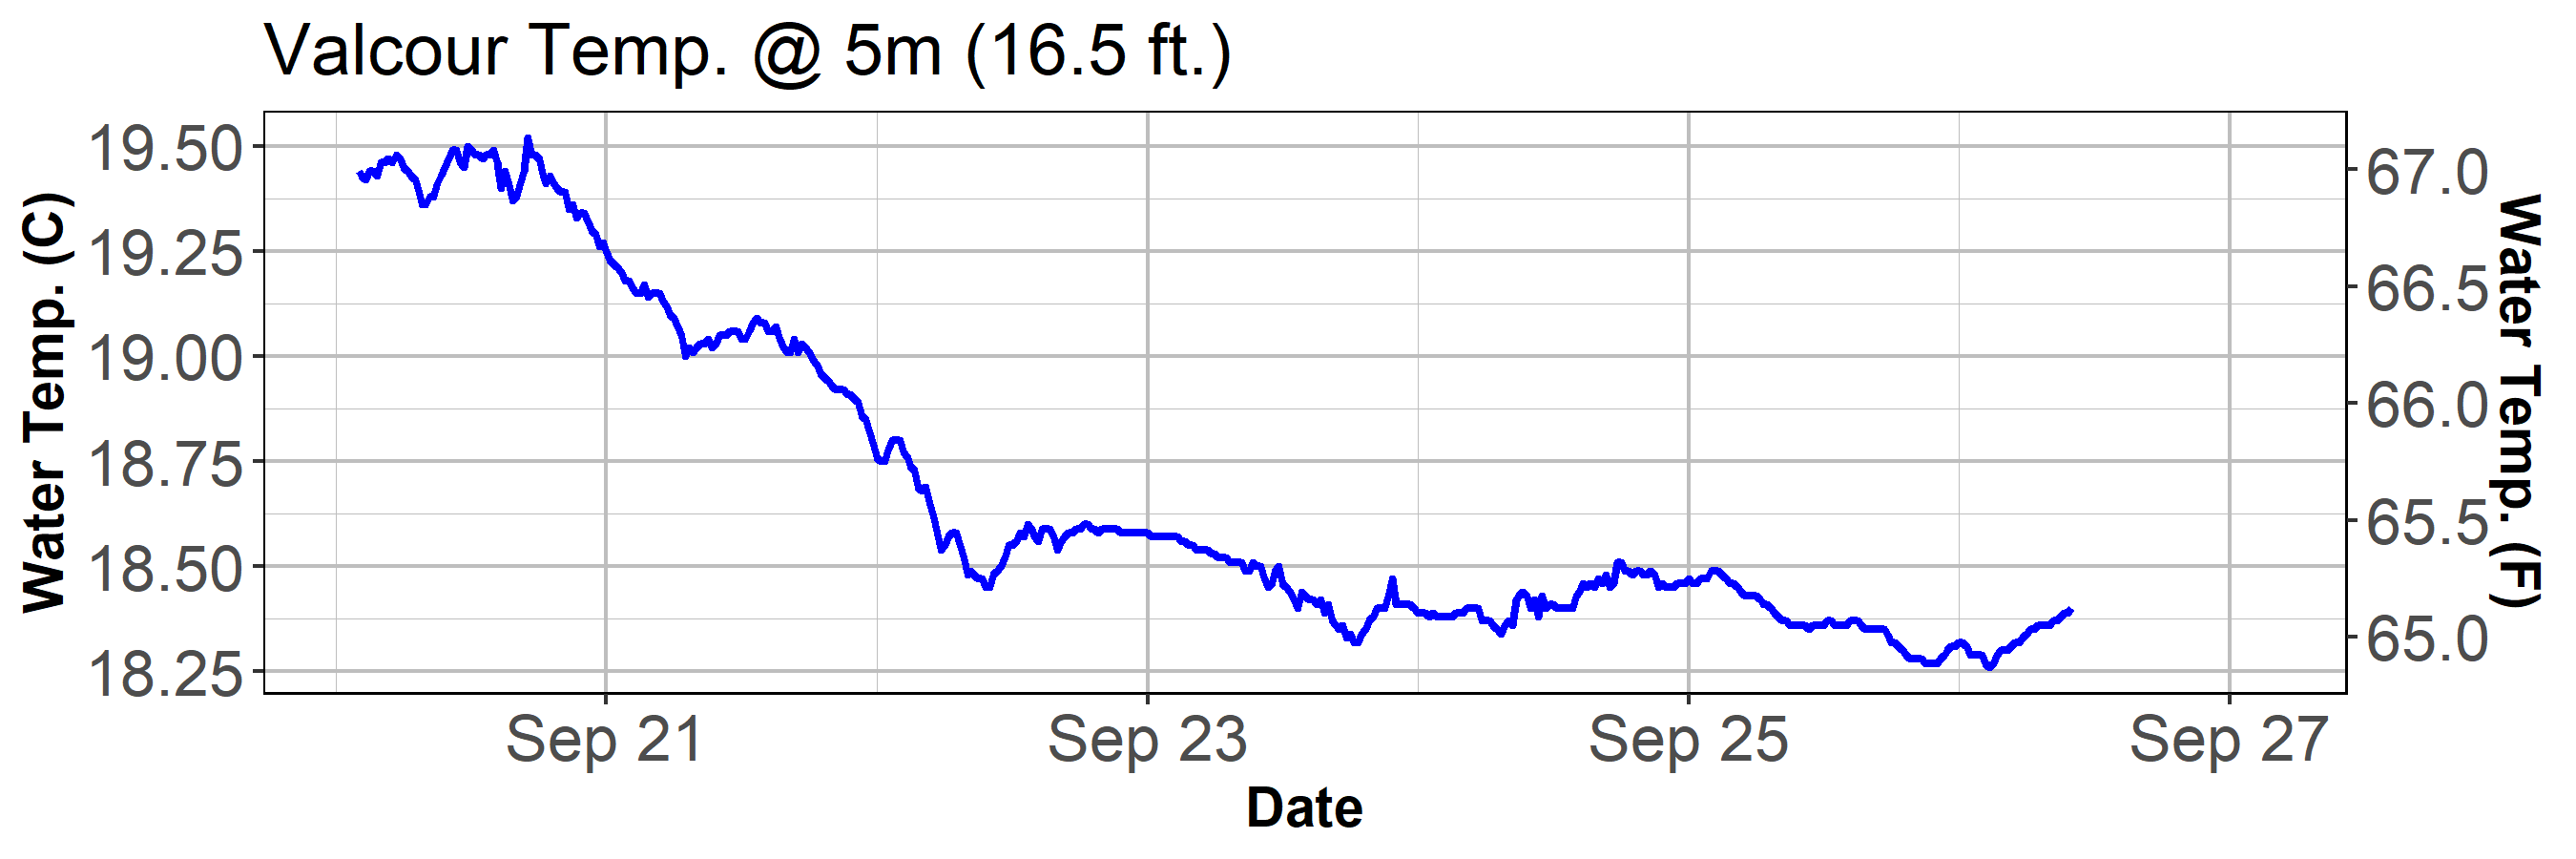 Valcour Temp. @ 5m (16.5 ft.)
Water Temp. (C)
19.50
19.25
19.00
18.75
18.50
18.25
67.0
66.5
66.0
65.5
65.0
Water Temp. (F)
Sep 21
Sep 23
Sep 25
Sep 27
Date